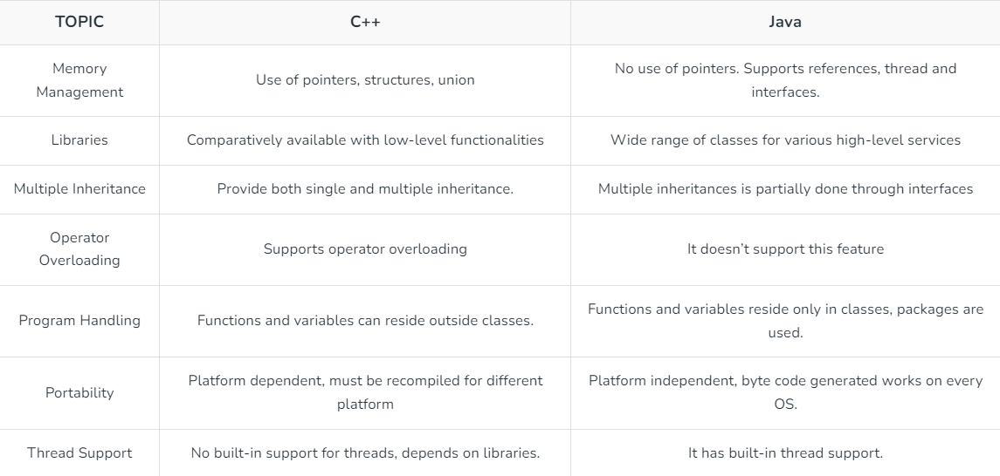 TOPIC C++ Java
Memory
Management
Use of pointers, structures, union
No use of pointers. Supports references, thread and
interfaces.
Libraries
Comparatively available with low-level functionalities
Wide range of classes for various high-level services
Multiple Inheritance
Provide both single and multiple inheritance.
Multiple inheritances is partially done through interfaces
Operator
Overloading
Supports operator overloading
It doesn’t support this feature
Program Handling
Functions and variables can reside outside classes.
Functions and variables reside only in classes, packages are
used.
Portability
Platform dependent, must be recompiled for different
platform
Platform independent, byte code generated works on every
OS.
Thread Support
No built-in support for threads, depends on libraries.
It has built-in thread support.